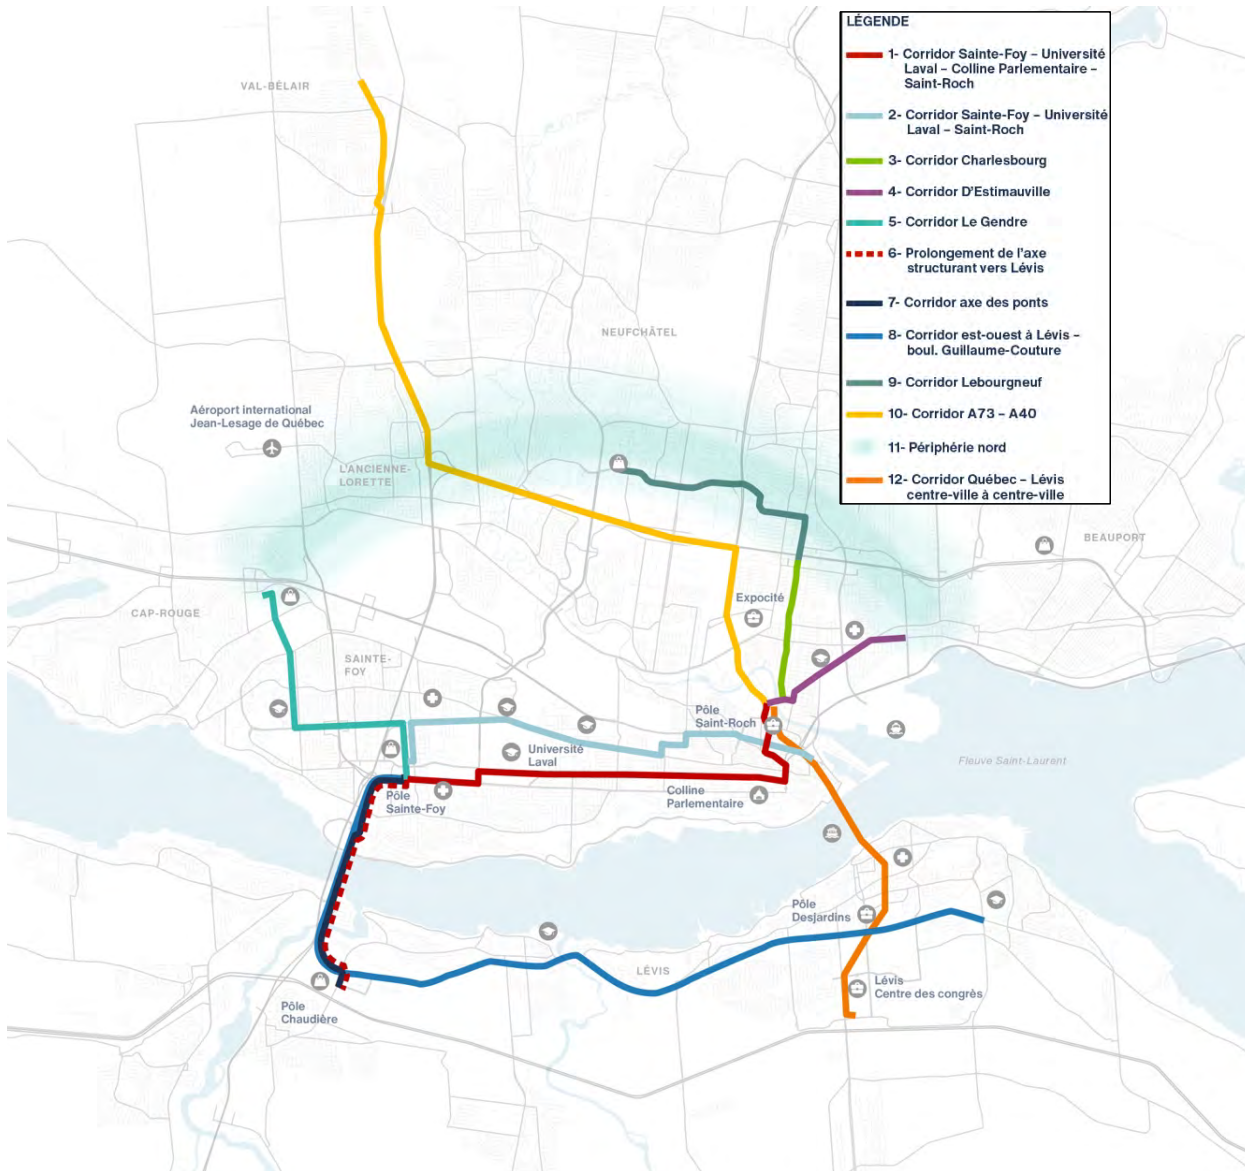 LÉGENDE
1- Corridor Sainte-Foy – Université
Laval – Colline Parlementaire –
Saint-Roch
2- Corridor Sainte-Foy – Université
Laval – Saint-Roch
3- Corridor Charlesbourg
4- Corridor D'Estimauville
5- Corridor Le Gendre
6- Prolongement de l'axe
structurant vers Lévis
7- Corridor axe des ponts
8- Corridor est-ouest à Lévis –
boul. Guillaume-Couture
9- Corridor Lebourgneuf
10- Corridor A73 – A40
11- Périphérie nord
12- Corridor Québec – Lévis
centre-ville à centre-ville
VAL-BÉLAIR
NEUFCHÂTEL
Aéroport international
Jean-Lesage de Québec
L'ANCIENNE-
LORETTE
BEAUPORT
CAP-ROUGE
Expocité
SAINTE-
FOY
Pôle
Saint-Roch
Université
Laval
Fleuve Saint-Laurent
Pôle
Sainte-Foy
Colline
Parlementaire
Pôle
Desjardins
LÉVIS
Lévis
Centre des congrès
Pôle
Chaudière